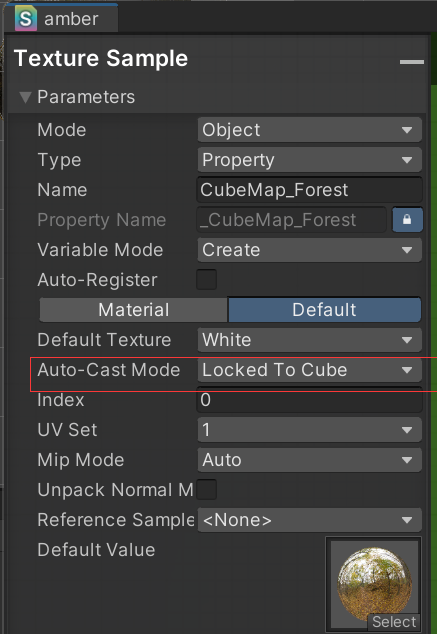 S amber
Texture Sample
Parameters
Mode Object
Type Property
Name CubeMap_Forest
Property Name _CubeMap_Forest
Variable Mode Create
Auto-Register
Material Default
Default Texture White
Auto-Cast Mode Locked To Cube
Index 0
UV Set 1
Mip Mode Auto
Unpack Normal M
Reference Sample <None>
Default Value
Select